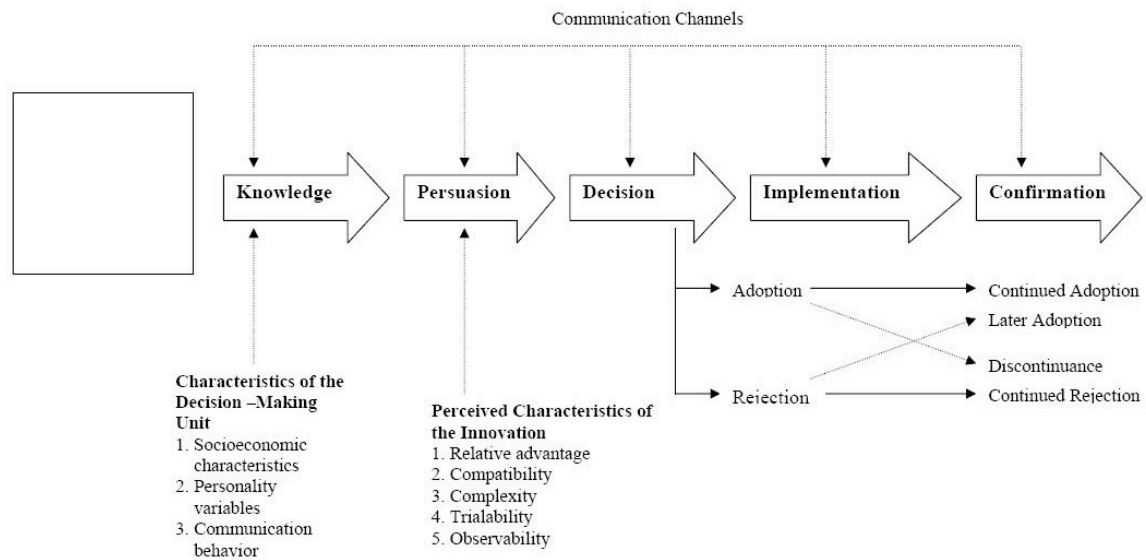 Communication Channels
Knowledge
Persuasion
Decision
Implementation
Confirmation
Adoption
Continued Adoption
Later Adoption
Discontinuance
Rejection
Continued Rejection
Characteristics of the
Decision –Making
Unit
1. Socioeconomic
characteristics
2. Personality
variables
3. Communication
behavior
Perceived Characteristics of
the Innovation
1. Relative advantage
2. Compatibility
3. Complexity
4. Trialability
5. Observability